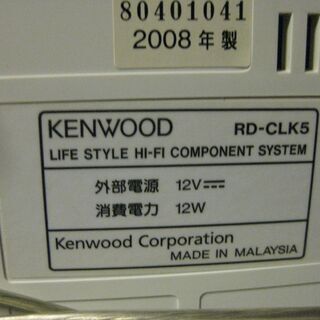 80401041
2008年製
KENWOOD RD-CLK5
LIFE STYLE HI-FI COMPONENT SYSTEM
外部電源 12V⎓
消費電力 12W
Kenwood Corporation
MADE IN MALAYSIA